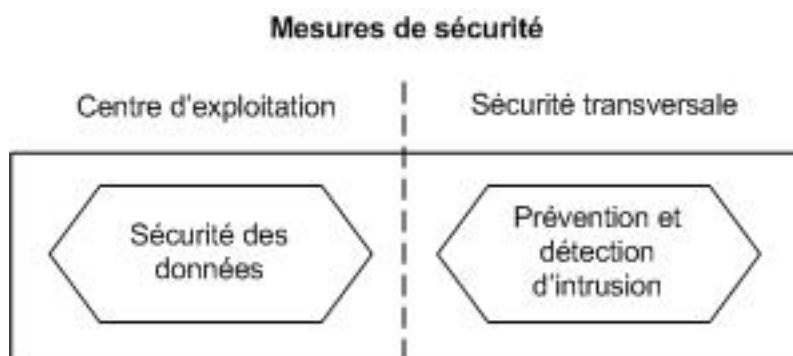 Mesures de sécurité
Centre d'exploitation
Sécurité transversale
Sécurité des
données
Prévention et
détection
d'intrusion